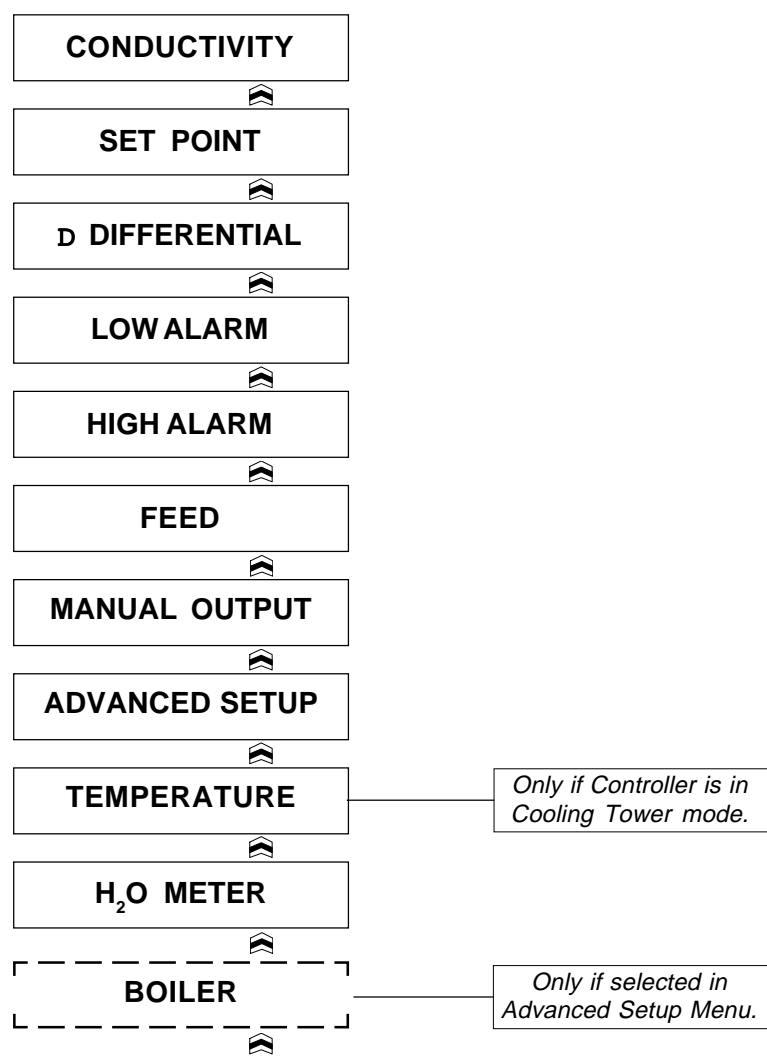 CONDUCTIVITY
SET POINT
D DIFFERENTIAL
LOW ALARM
HIGH ALARM
FEED
MANUAL OUTPUT
ADVANCED SETUP
TEMPERATURE
Only if Controller is in
Cooling Tower mode.
H₂O METER
BOILER
Only if selected in
Advanced Setup Menu.